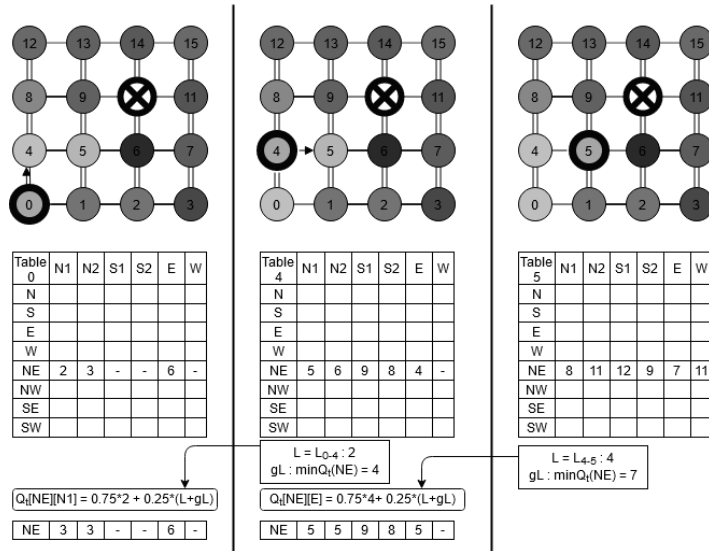 12 13 14 15
8 9 11
4 5 6 7
0 1 2 3
Table 0 N1 N2 S1 S2 E W
N
S
E
W
NE 2 3 - - 6 -
NW
SE
SW
L = L0-4 : 2
gL : minQt(NE) = 4
Qt[NE][N1] = 0.75*2 + 0.25*(L+gL)
NE 3 3 - - 6 -
12 13 14 15
8 9 11
4 5 6 7
0 1 2 3
Table 4 N1 N2 S1 S2 E W
N
S
E
W
NE 5 6 9 8 4 -
NW
SE
SW
L = L4-5 : 4
gL : minQt(NE) = 7
Qt[NE][E] = 0.75*4+ 0.25*(L+gL)
NE 5 5 9 8 5 -
12 13 14 15
8 9 11
4 5 6 7
0 1 2 3
Table 5 N1 N2 S1 S2 E W
N
S
E
W
NE 8 11 12 9 7 11
NW
SE
SW